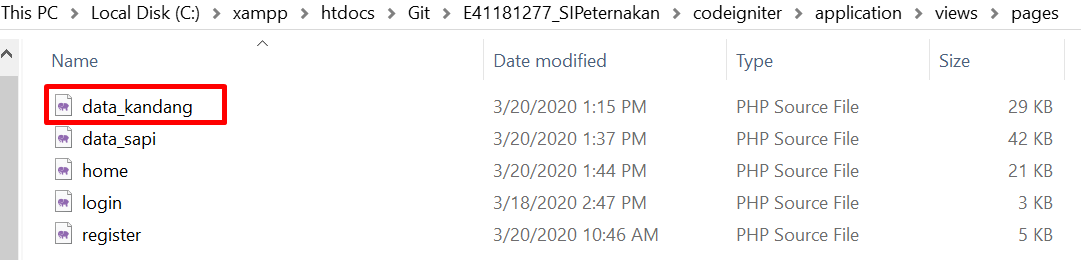 This PC > Local Disk (C:) > xampp > htdocs > Git > E41181277_SIPeternakan > codeigniter > application > views > pages
Name Date modified Type Size
data_kandang 3/20/2020 1:15 PM PHP Source File 29 KB
data_sapi 3/20/2020 1:37 PM PHP Source File 42 KB
home 3/20/2020 1:44 PM PHP Source File 21 KB
login 3/18/2020 2:47 PM PHP Source File 3 KB
register 3/20/2020 10:46 AM PHP Source File 5 KB